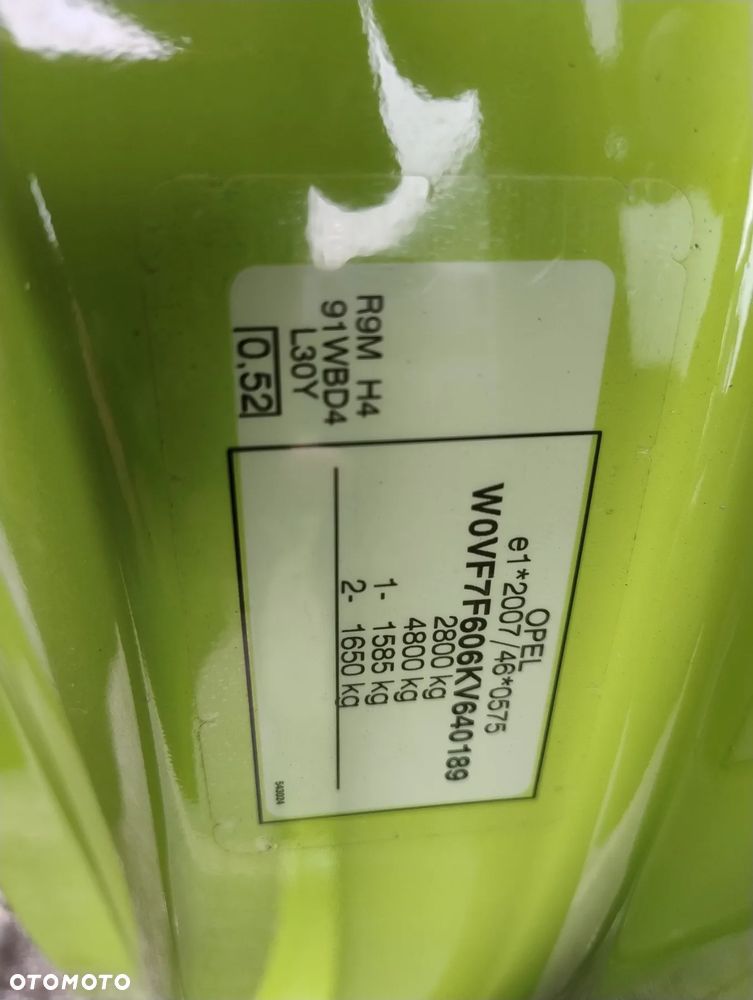 R9M H4
91WBD4
L30Y
0,52
OPEL
e1*2007/46*0575
W0VF7F606KV640189
2800 kg
4800 kg
1- 1585 kg
2- 1650 kg
543024
OTOMOTO